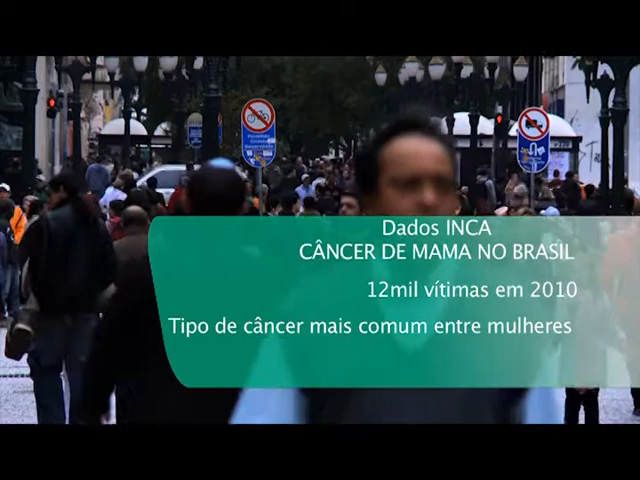 Dados INCA
CÂNCER DE MAMA NO BRASIL
12mil vítimas em 2010
Tipo de câncer mais comum entre mulheres